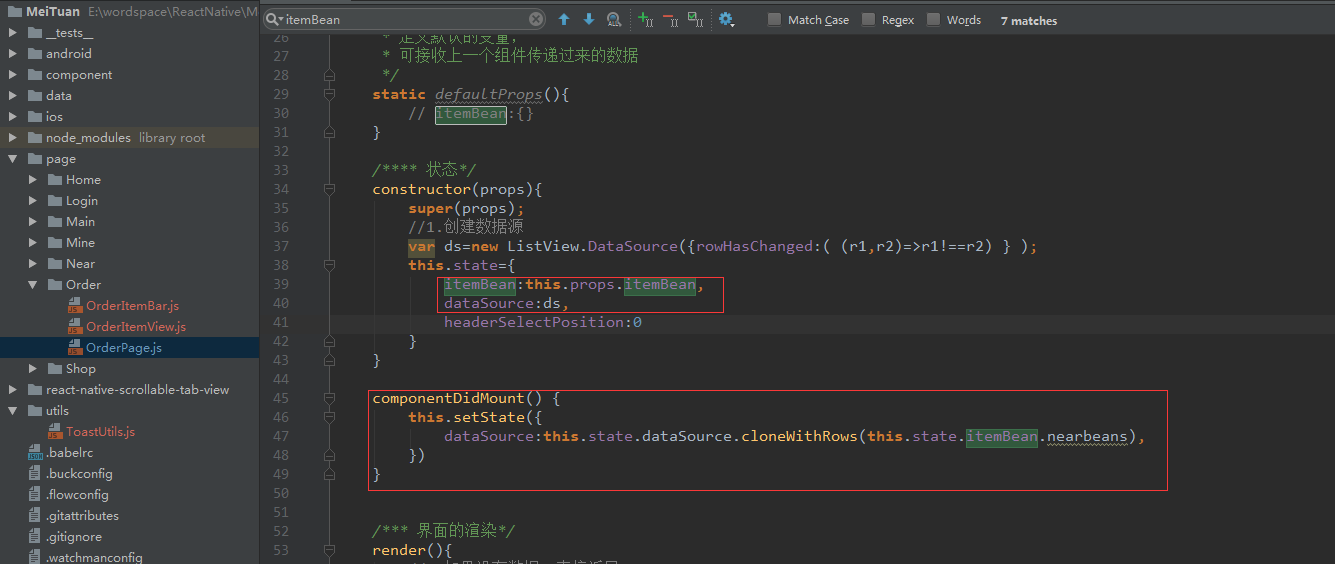 MeiTuan E:\wordspace\ReactNative\M
__tests__
android
component
data
ios
node_modules library root
page
Home
Login
Main
Mine
Near
Order
OrderItemBar.js
OrderItemView.js
OrderPage.js
Shop
react-native-scrollable-tab-view
utils
ToastUtils.js
.babelrc
.buckconfig
.flowconfig
.gitattributes
.gitignore
.watchmanconfig
itemBean Match Case Regex Words 7 matches
26 * 定义默认的变量，
27 * 可接收上一个组件传递过来的数据
28 */
29 static defaultProps(){
30 // itemBean:{}
31 }
32
33 /**** 状态*/
34 constructor(props){
35 super(props);
36 //1.创建数据源
37 var ds=new ListView.DataSource({rowHasChanged:( (r1,r2)=>r1!==r2) } );
38 this.state={
39 itemBean:this.props.itemBean,
40 dataSource:ds,
41 headerSelectPosition:0
42 }
43 }
44
45 componentDidMount() {
46 this.setState({
47 dataSource:this.state.dataSource.cloneWithRows(this.state.itemBean.nearbeans),
48 })
49 }
50
51
52 /*** 界面的渲染*/
53 render(){